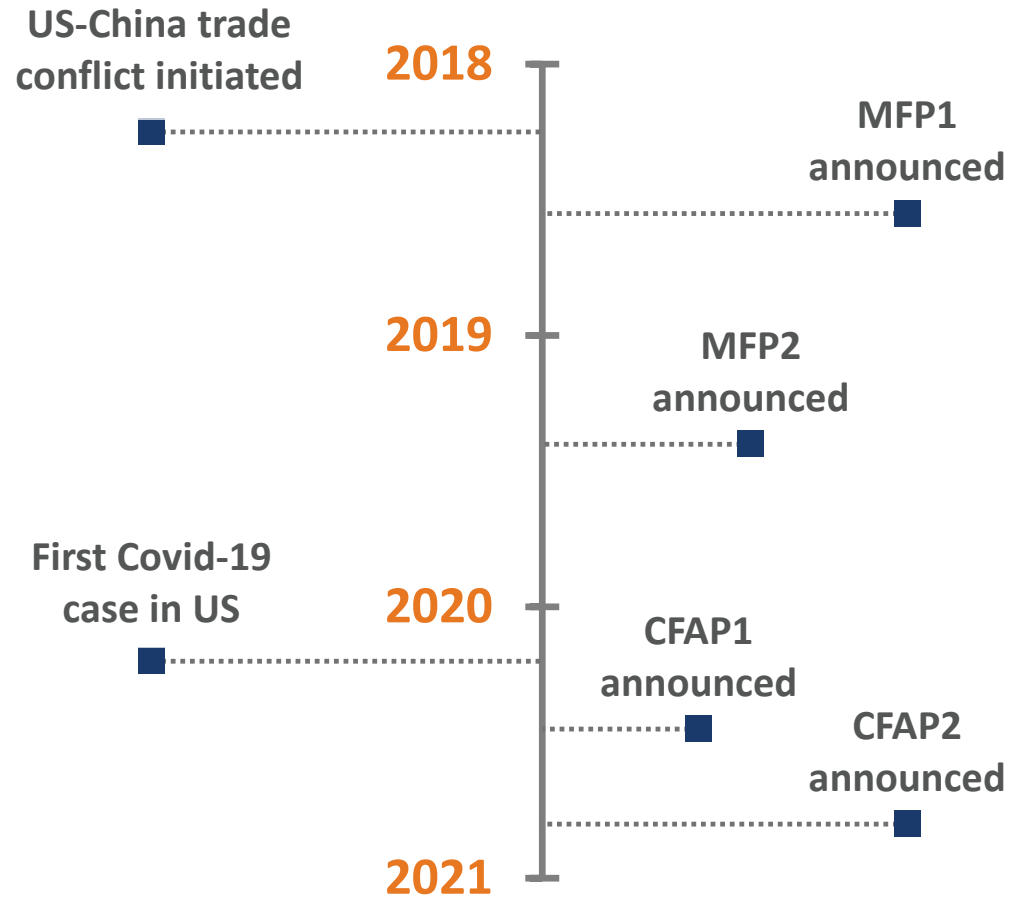 US-China trade
conflict initiated
2018
MFP1
announced
2019
MFP2
announced
First Covid-19
case in US
2020
CFAP1
announced
CFAP2
announced
2021